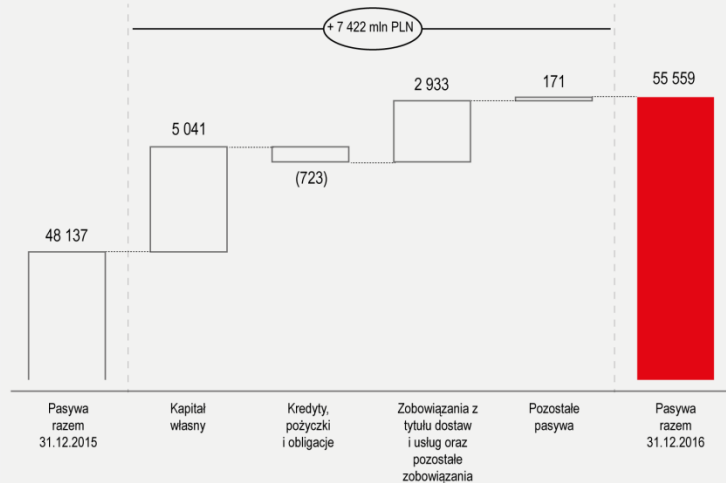 + 7 422 mln PLN
48 137
5 041
(723)
2 933
171
55 559
Pasywa
razem
31.12.2015
Kapitał
własny
Kredyty,
pożyczki
i obligacje
Zobowiązania z
tytułu dostaw
i usług oraz
pozostałe
zobowiązania
Pozostałe
pasywa
Pasywa
razem
31.12.2016